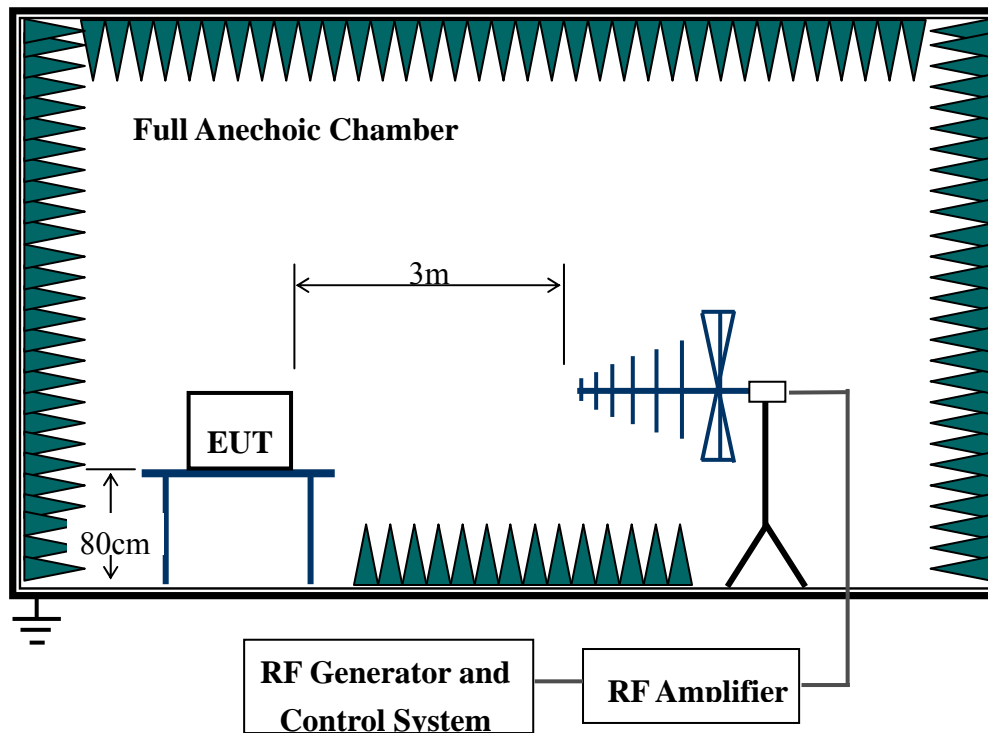 Full Anechoic Chamber
3m
EUT
80cm
RF Generator and
Control System
RF Amplifier